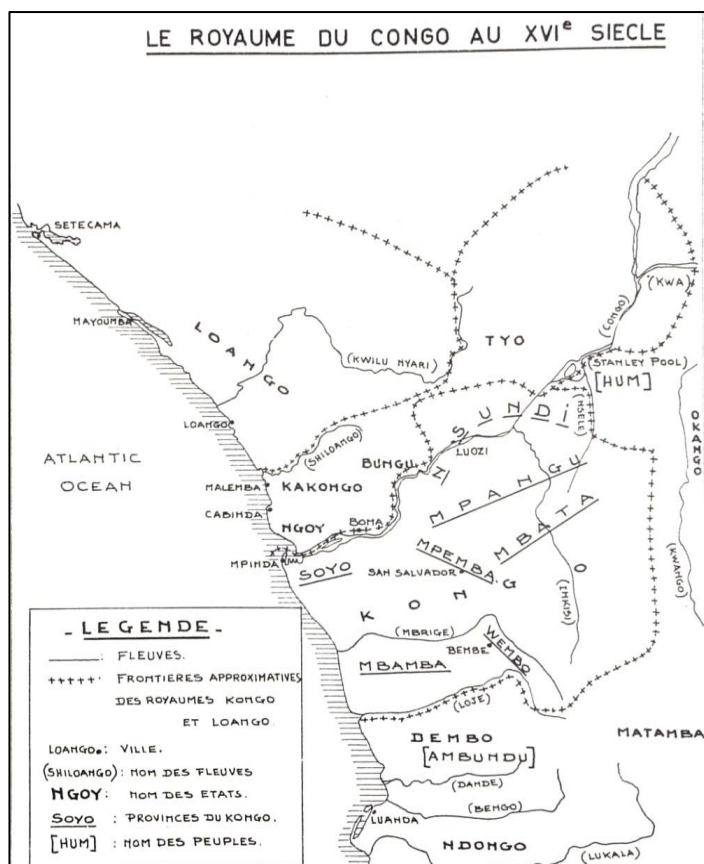 LE ROYAUME DU CONGO AU XVIe SIECLE
SETECAMA
MAYOUMBA
LOANGO
(KWILU NYARI)
TYO
(CONGO)
(KWA)
(STANLEY POOL)
[HUM]
SUNDI
(NSELE)
LOANGO
(SHILOANGO)
BUNGU
LUOZI
OKANGO
ATLANTIC
OCEAN
MALEMBA
KAKONGO
CABINDA
NGOY
BOMA
MPANGU
MBATA
MPINDA
SOYO
MPEMBA
SAN SALVADOR
KONGO
(INKISI)
(KWANGO)
(MBRIGE)
BEMBE
WEMBO
MBAMBA
(LOJE)
DEMBO
[AMBUNDU]
MATAMBA
(DANDE)
(BENGO)
LUANDA
NDONGO
(LUKALA)
- LEGENDE -
: FLEUVES.
+++++ FRONTIERES APPROXIMATIVES
DES ROYAUMES KONGO
ET LOANGO.
LOANGO : VILLE.
(SHILOANGO) : NOM DES FLEUVES
NGOY : NOM DES ETATS.
SOYO : PROVINCES DU KONGO.
[HUM] : NOM DES PEUPLES.